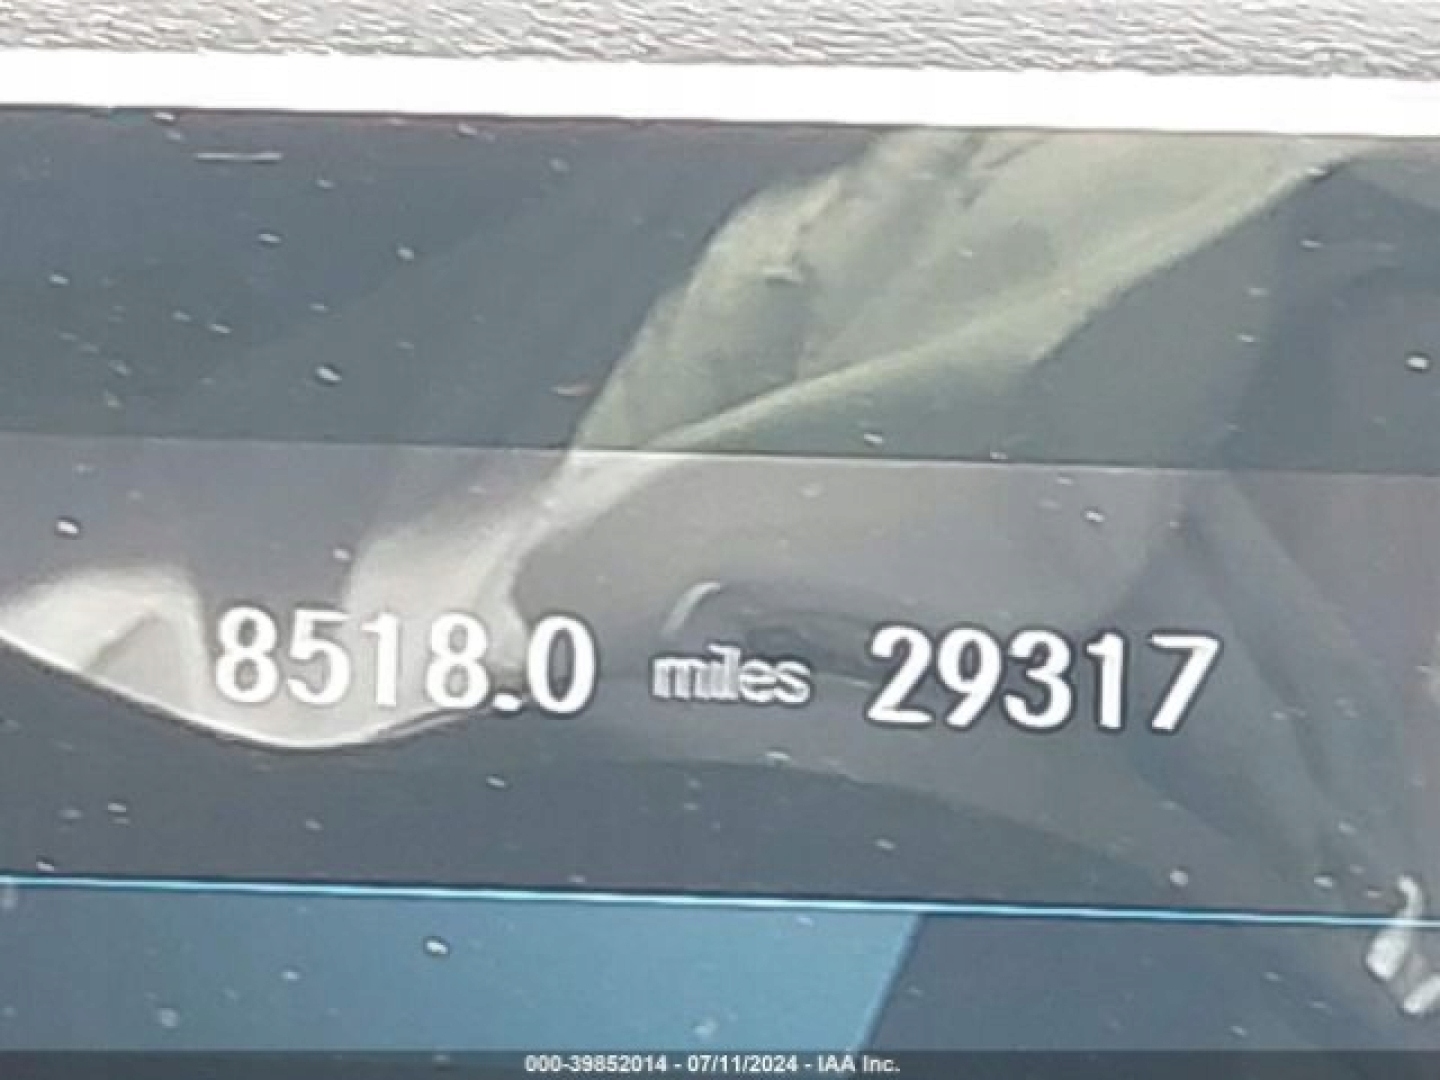 8518.0 miles 29317
000-39852014 - 07/11/2024 - IAA Inc.